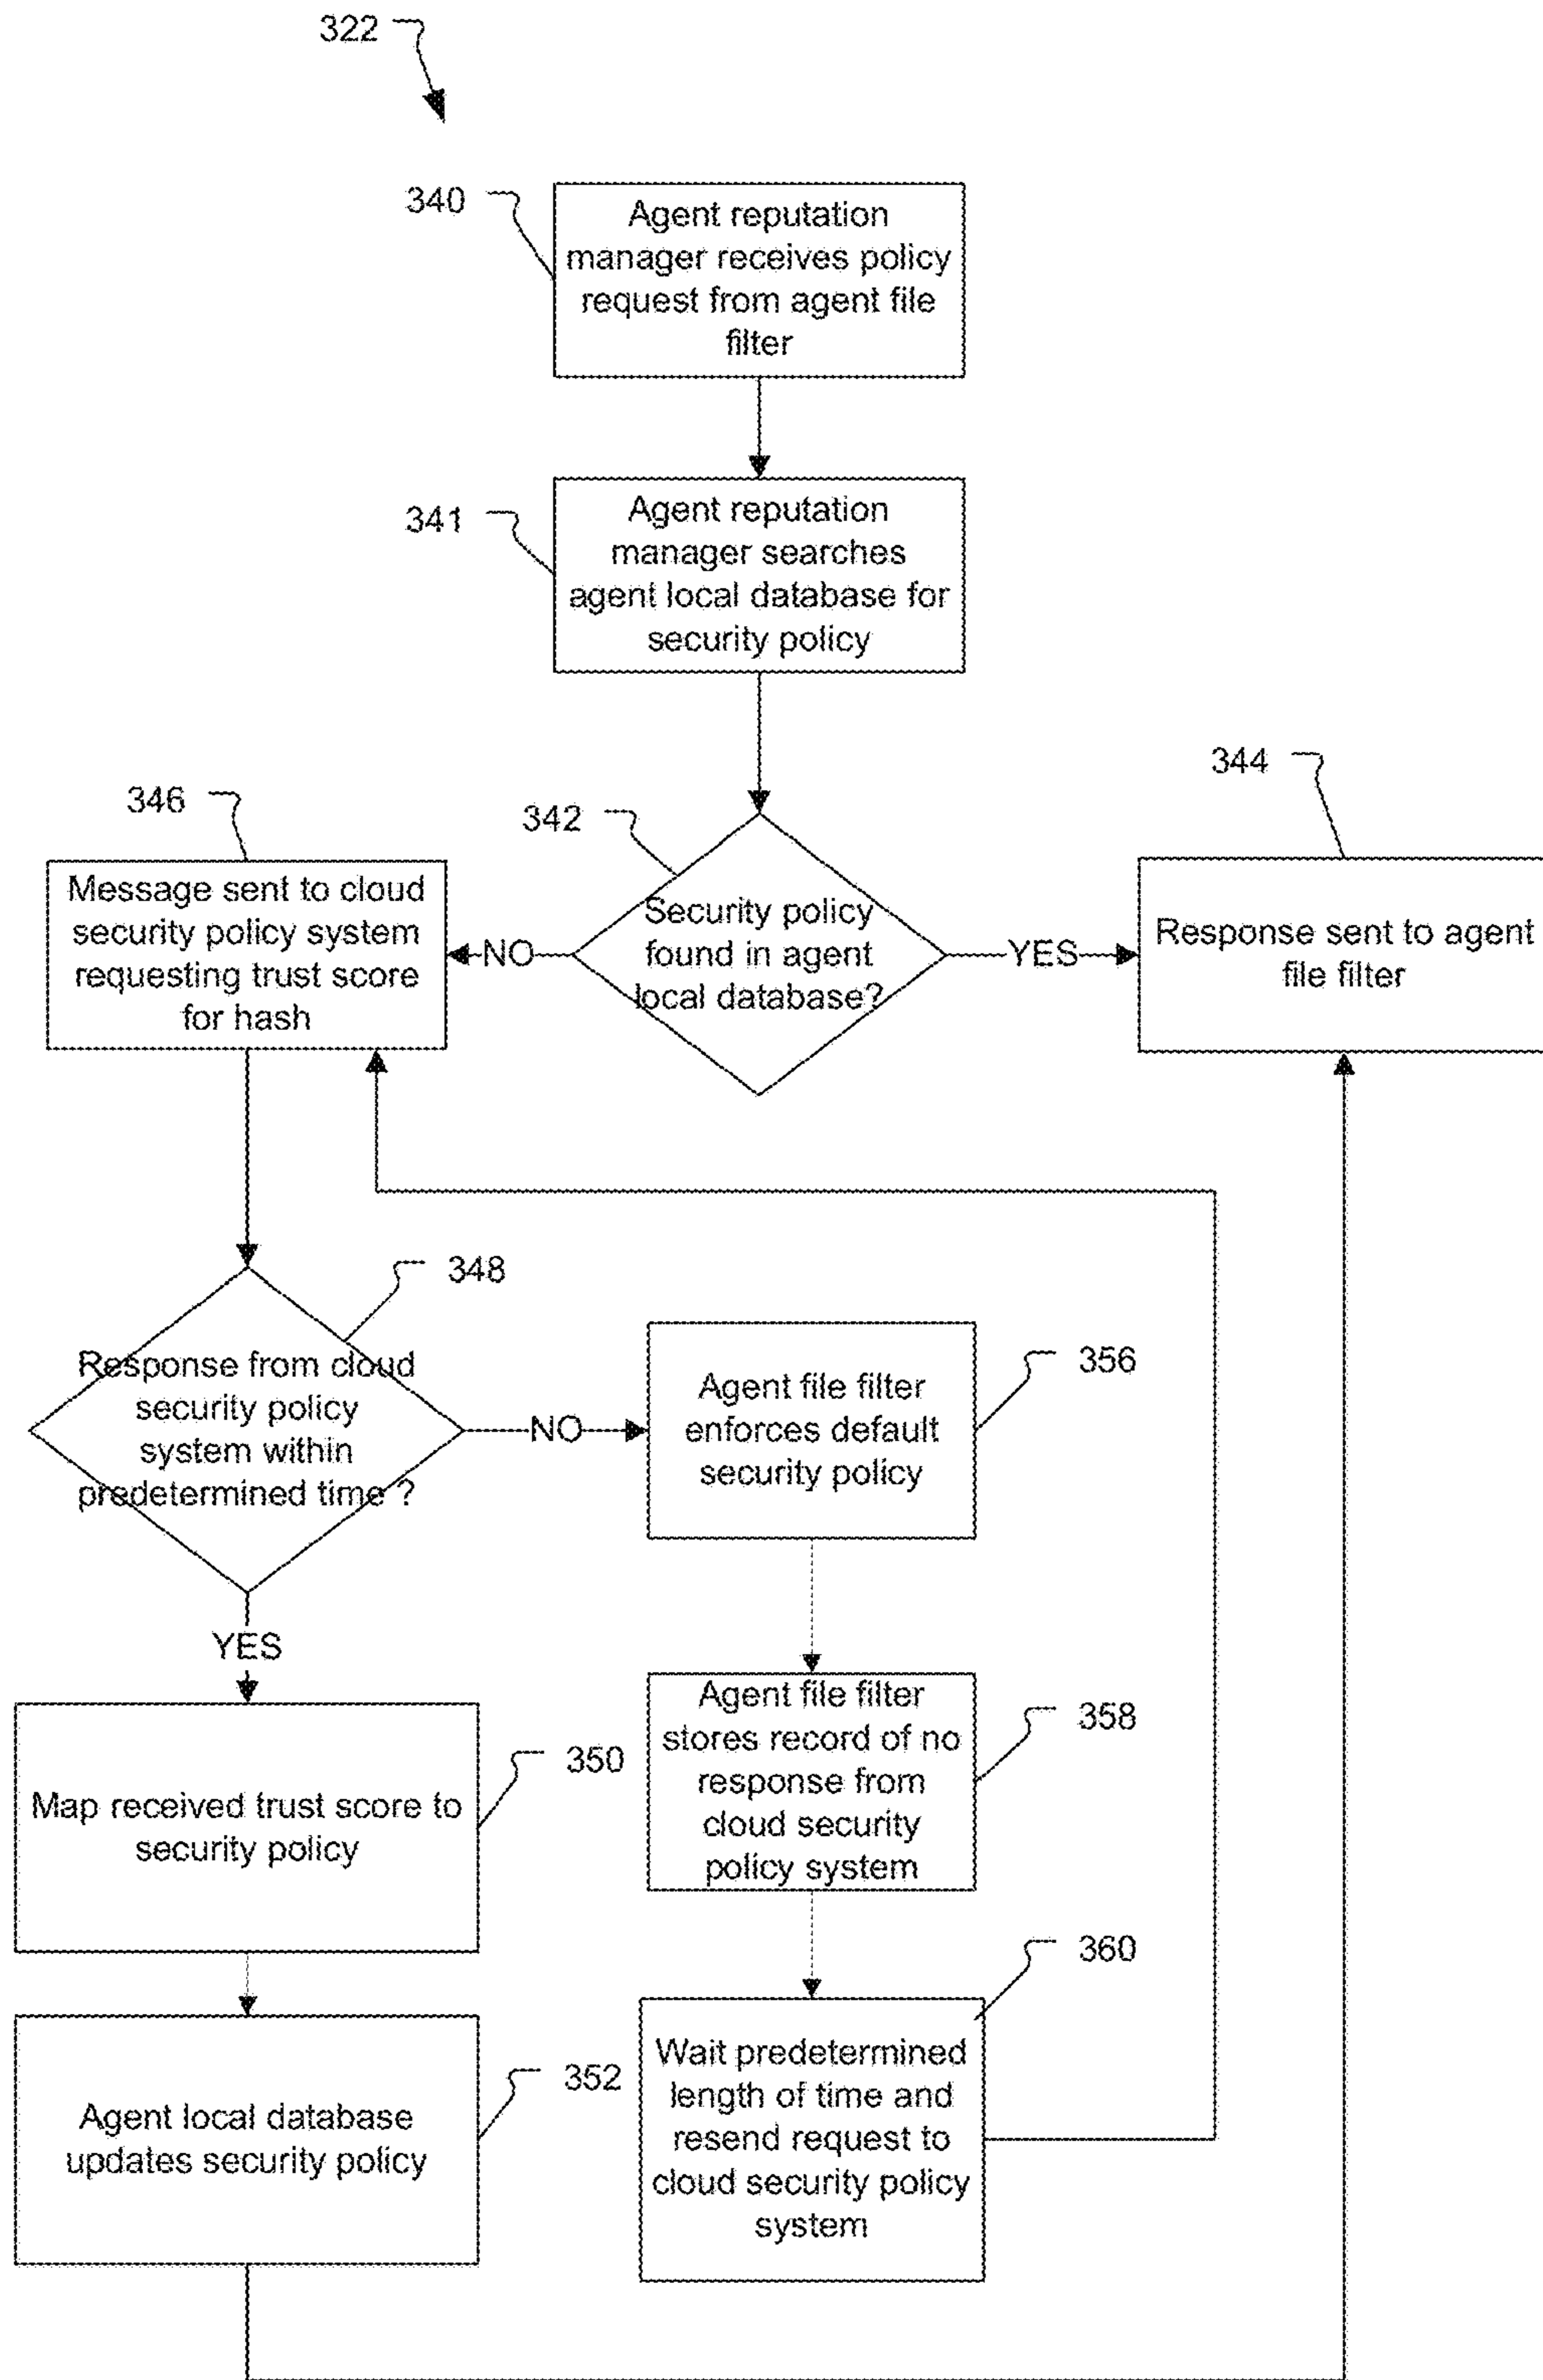 322
340
Agent reputation
manager receives policy
request from agent file
filter
341
Agent reputation
manager searches
agent local database for
security policy
344
346
342
Message sent to cloud
security policy system
requesting trust score
for hash
NO
Security policy
found in agent
local database?
YES
Response sent to agent
file filter
348
Response from cloud
security policy
system within
predetermined time ?
NO
356
Agent file filter
enforces default
security policy
YES
358
Agent file filter
stores record of no
response from
cloud security
policy system
350
Map received trust score to
security policy
360
Wait predetermined
length of time and
resend request to
cloud security policy
system
352
Agent local database
updates security policy